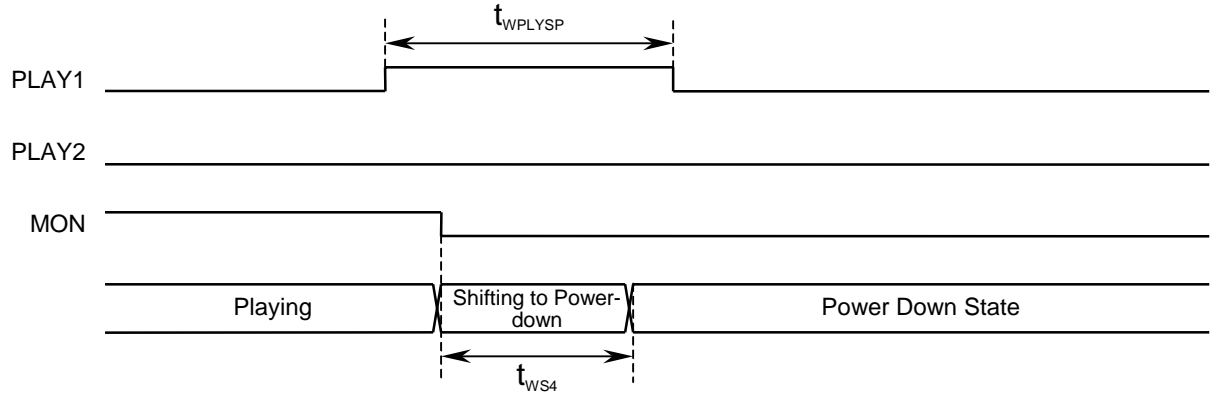 tWPLYSP
PLAY1
PLAY2
MON
Playing
Shifting to Power-
down
Power Down State
tWS4